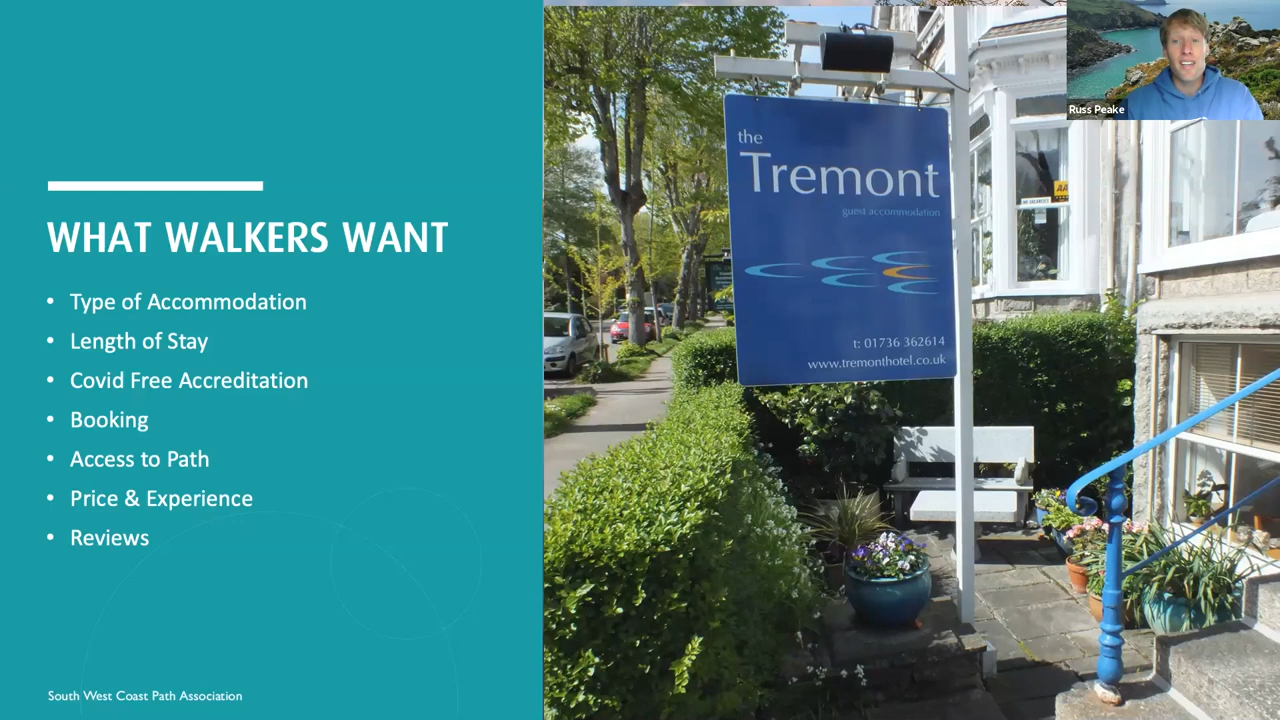 WHAT WALKERS WANT
• Type of Accommodation
• Length of Stay
• Covid Free Accreditation
• Booking
• Access to Path
• Price & Experience
• Reviews
South West Coast Path Association
the
Tremont
guest accommodation
t: 01736 362614
www.tremonthotel.co.uk
AA
Russ Peake